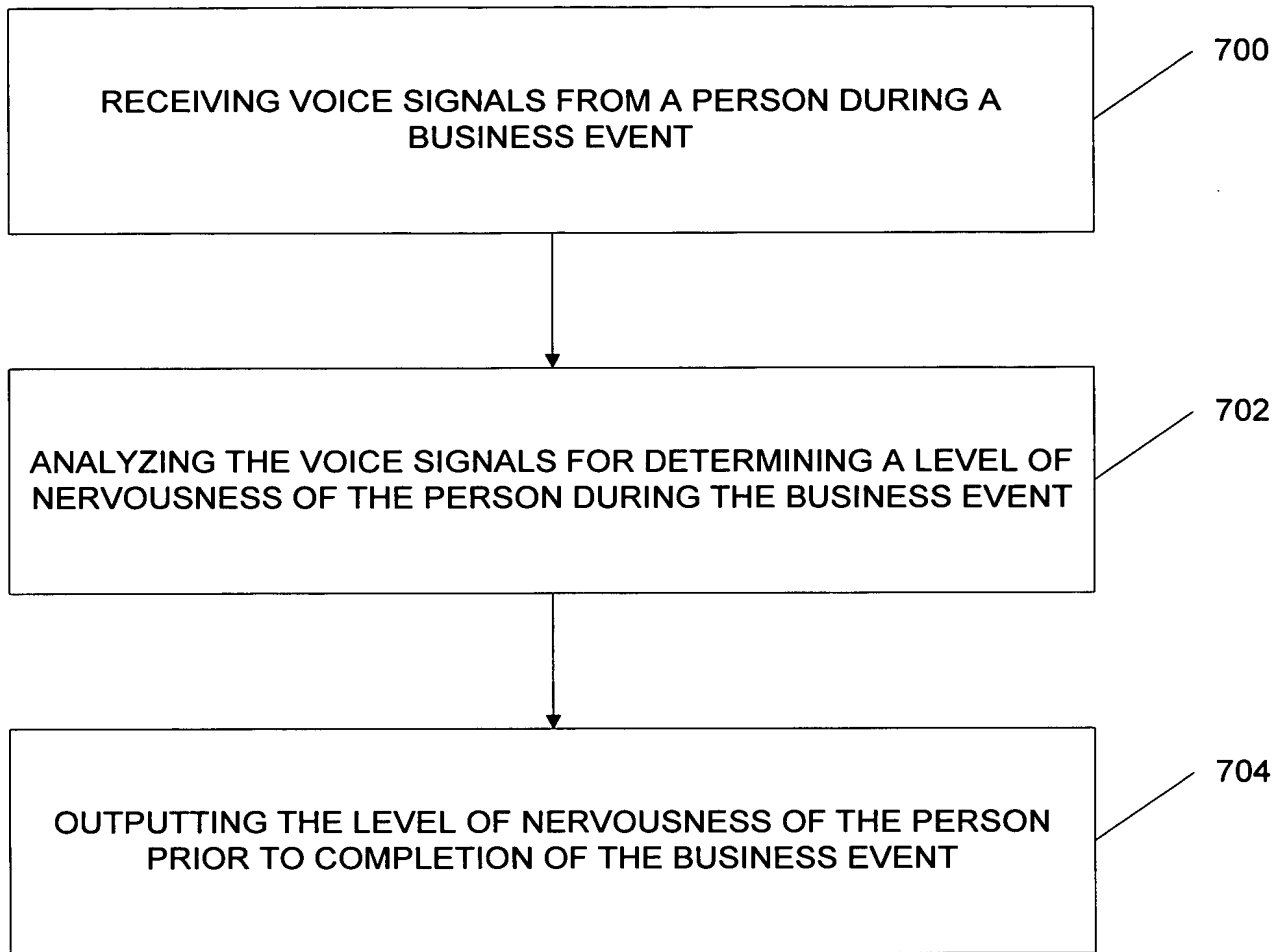 700
RECEIVING VOICE SIGNALS FROM A PERSON DURING A
BUSINESS EVENT
702
ANALYZING THE VOICE SIGNALS FOR DETERMINING A LEVEL OF
NERVOUSNESS OF THE PERSON DURING THE BUSINESS EVENT
704
OUTPUTTING THE LEVEL OF NERVOUSNESS OF THE PERSON
PRIOR TO COMPLETION OF THE BUSINESS EVENT